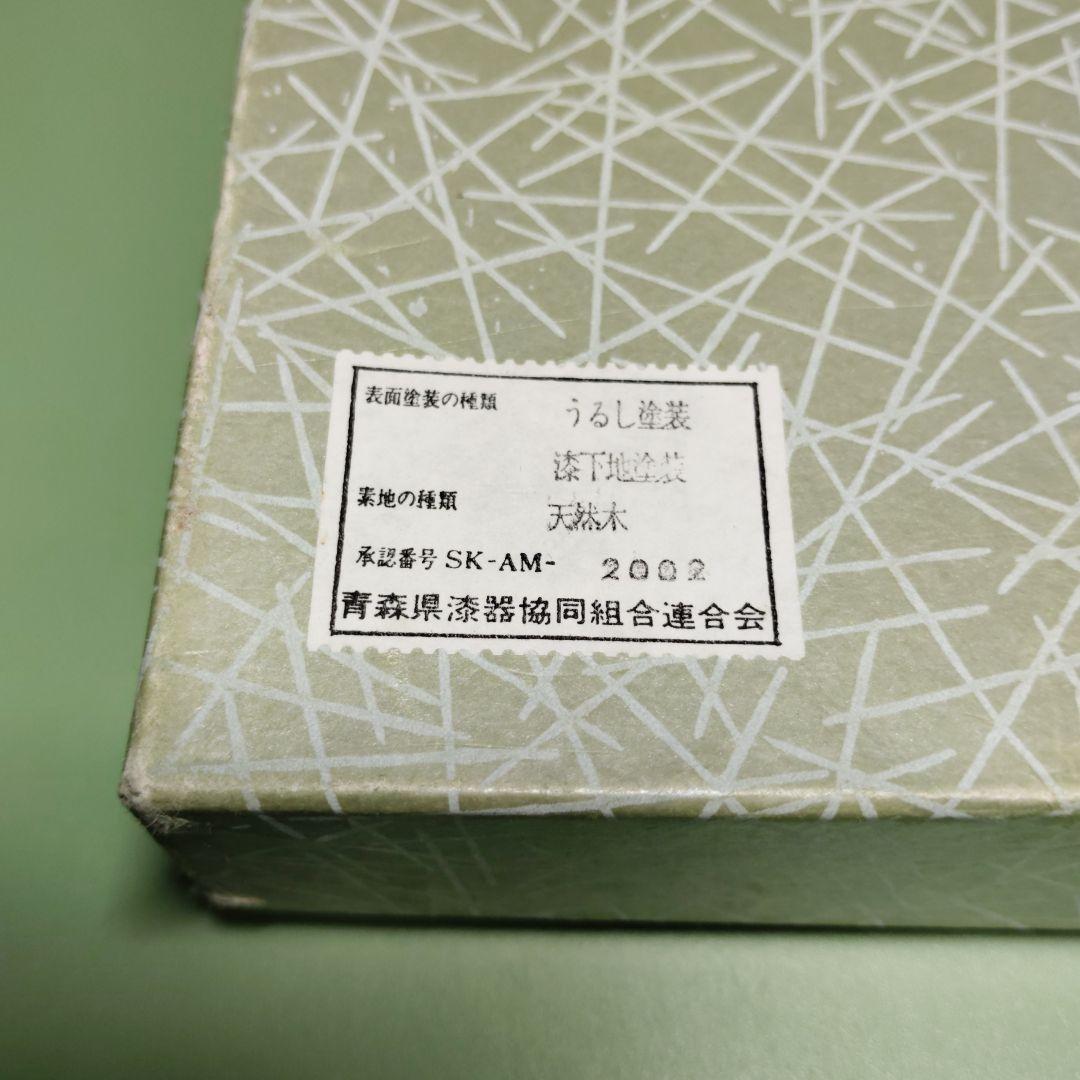 表面塗装の種類 うるし塗装
漆下地塗装
素地の種類 天然木
承認番号 SK-AM- 2002
青森県漆器協同組合連合会